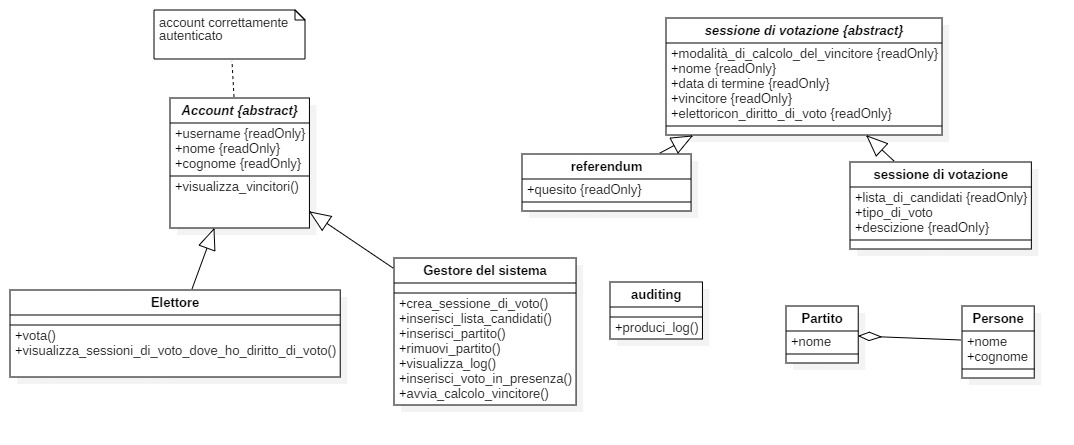 account correttamente
autenticato
Account {abstract}
+username {readOnly}
+nome {readOnly}
+cognome {readOnly}
+visualizza_vincitori()
sessione di votazione {abstract}
+modalità_di_calcolo_del_vincitore {readOnly}
+nome {readOnly}
+data di termine {readOnly}
+vincitore {readOnly}
+elettoricon_diritto_di_voto {readOnly}
referendum
+quesito {readOnly}
sessione di votazione
+lista_di_candidati {readOnly}
+tipo_di_voto
+descizione {readOnly}
Elettore
+vota()
+visualizza_sessioni_di_voto_dove_ho_diritto_di_voto()
Gestore del sistema
+crea_sessione_di_voto()
+inserisci_lista_candidati()
+inserisci_partito()
+rimuovi_partito()
+visualizza_log()
+inserisci_voto_in_presenza()
+avvia_calcolo_vincitore()
auditing
+produci_log()
Partito
+nome
Persone
+nome
+cognome